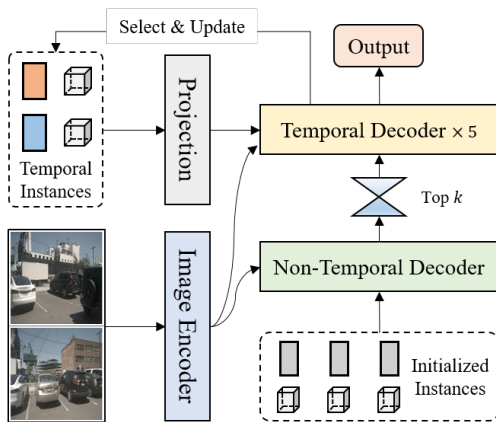 Select & Update
Output
Temporal
Instances
Projection
Temporal Decoder × 5
Top k
Image Encoder
Non-Temporal Decoder
Initialized
Instances